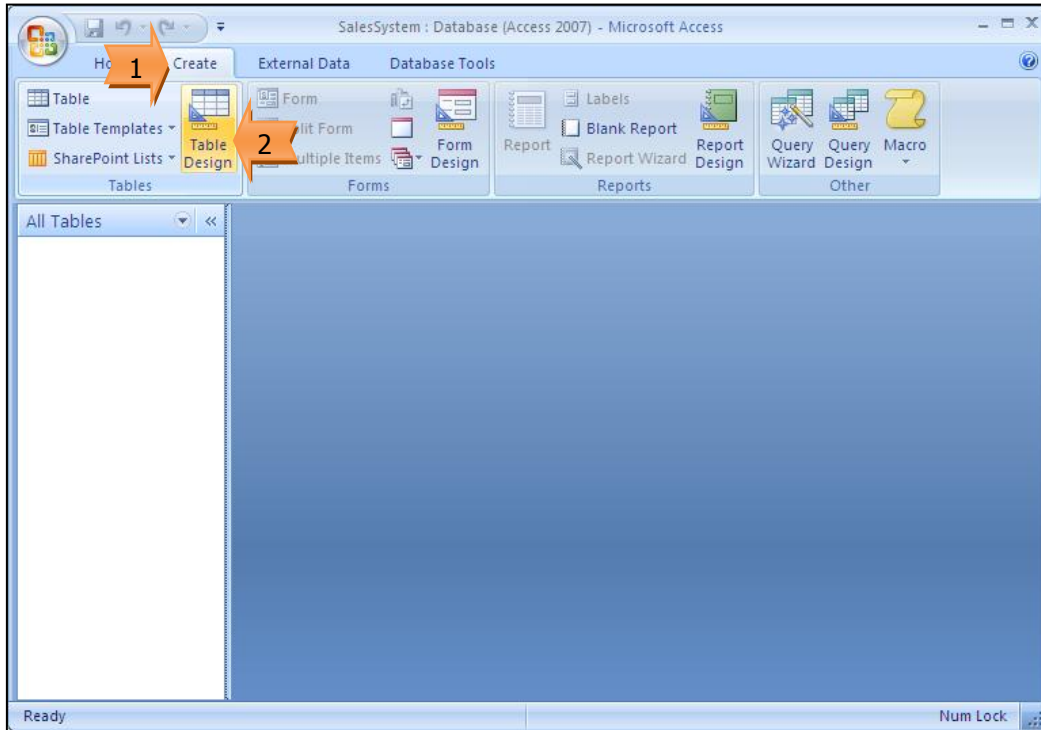 SalesSystem : Database (Access 2007) - Microsoft Access
1
Create
External Data
Database Tools
Table
Table Templates
SharePoint Lists
Table
Design
2
Tables
Form
Multiple Items
Form
Design
Forms
Report
Labels
Blank Report
Report Wizard
Report
Design
Reports
Query
Wizard
Query
Design
Macro
Other
All Tables
Ready
Num Lock